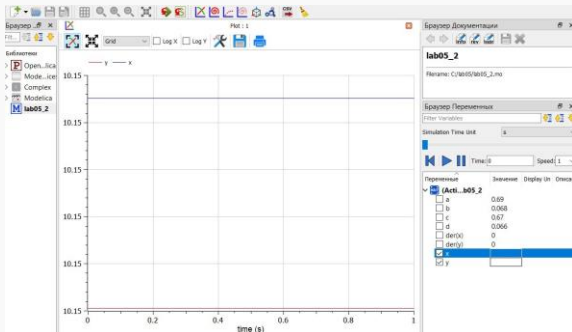 Браузер ...
Plot : 1
Браузер Документации
Grid
Log X
Log Y
CSV
Библиотеки
P Open...lica
Mode...ices
Complex
Modelica
M lab05_2
y x
10.15
10.15
10.15
10.15
10.15
10.15
0 0.2 0.4 0.6 0.8 1
time (s)
lab05_2
Filename: C:/lab05/lab05_2.mo
Браузер Переменных
Filter Variables
Simulation Time Unit s
Time: 0 Speed: 1
Переменные Значение Display Un Описа
(Acti...b05_2
a 0.69
b 0.068
c 0.67
d 0.066
der(x) 0
der(y) 0
x
y